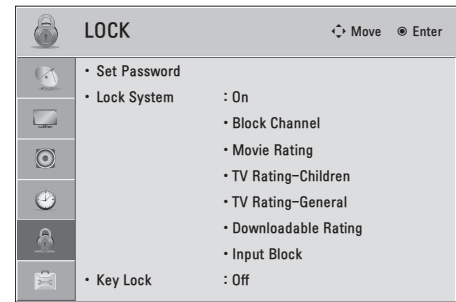 LOCK Move Enter
• Set Password
• Lock System : On
• Block Channel
• Movie Rating
• TV Rating-Children
• TV Rating-General
• Downloadable Rating
• Input Block
• Key Lock : Off